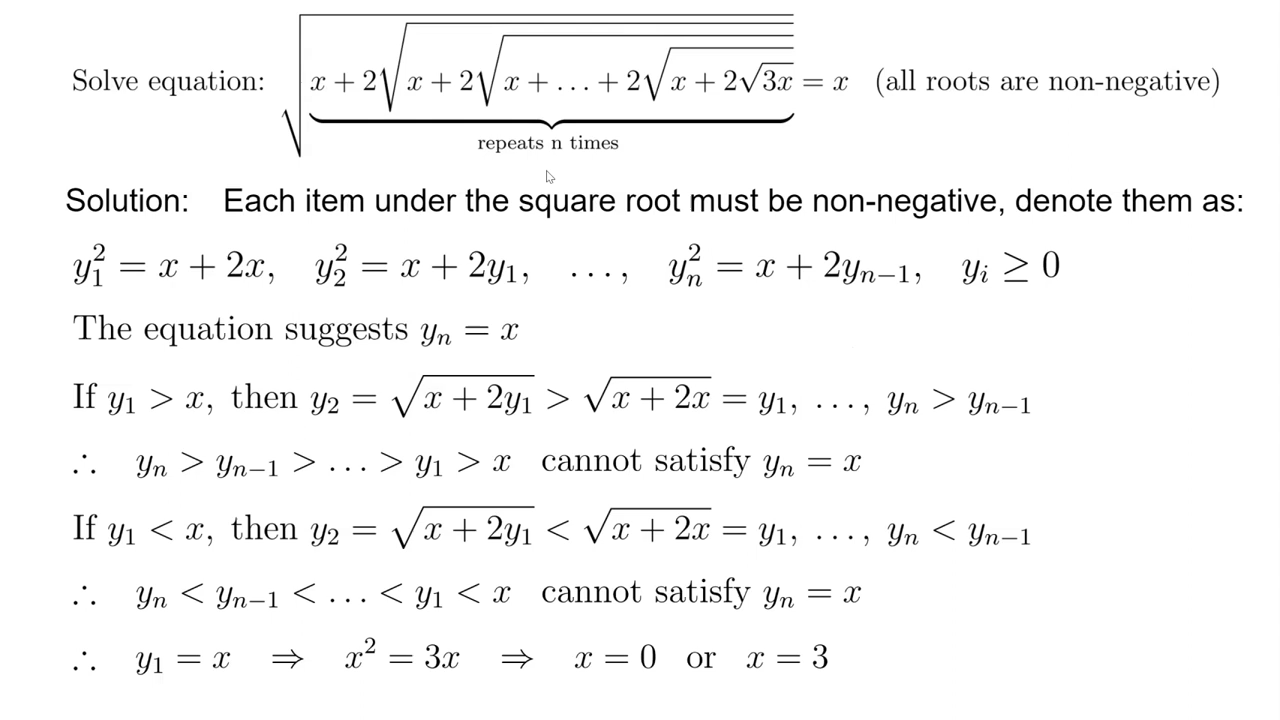 Solve equation: √(x + 2√(x + 2√(x + … + 2√(x + 2√(3x))))) = x (all roots are non-negative)
repeats n times
Solution: Each item under the square root must be non-negative, denote them as:
y₁² = x + 2x, y₂² = x + 2y₁, …, yₙ² = x + 2yₙ₋₁, yᵢ ≥ 0
The equation suggests yₙ = x
If y₁ > x, then y₂ = √(x + 2y₁) > √(x + 2x) = y₁, …, yₙ > yₙ₋₁
∴ yₙ > yₙ₋₁ > … > y₁ > x cannot satisfy yₙ = x
If y₁ < x, then y₂ = √(x + 2y₁) < √(x + 2x) = y₁, …, yₙ < yₙ₋₁
∴ yₙ < yₙ₋₁ < … < y₁ < x cannot satisfy yₙ = x
∴ y₁ = x ⇒ x² = 3x ⇒ x = 0 or x = 3